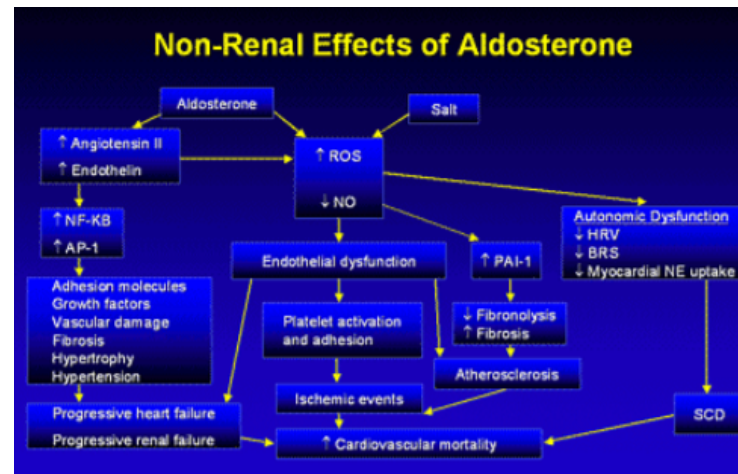 Non-Renal Effects of Aldosterone
Aldosterone
Salt
↑ Angiotensin II
↑ Endothelin
↑ ROS
↓ NO
↑ NF-KB
↑ AP-1
Autonomic Dysfunction
↓ HRV
↓ BRS
↓ Myocardial NE uptake
Endothelial dysfunction
↑ PAI-1
Adhesion molecules
Growth factors
Vascular damage
Fibrosis
Hypertrophy
Hypertension
Platelet activation
and adhesion
↓ Fibronolysis
↑ Fibrosis
Atherosclerosis
Ischemic events
Progressive heart failure
Progressive renal failure
SCD
↑ Cardiovascular mortality